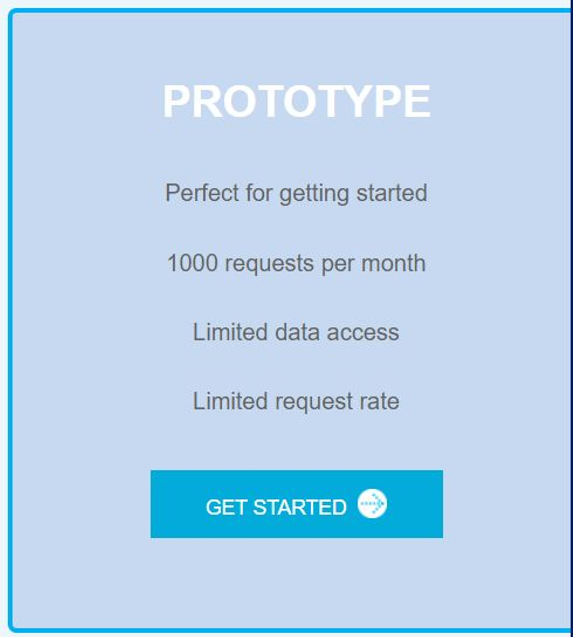 PROTOTYPE
Perfect for getting started
1000 requests per month
Limited data access
Limited request rate
GET STARTED